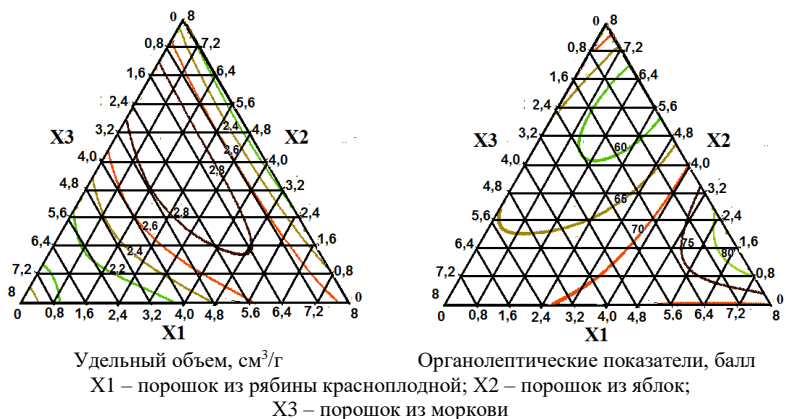 0 8
0,8 7,2
1,6 6,4
2,4 5,6
3,2 2,4 4,8
X3 2,6 X2
4,0 2,8 4,0
4,8 3,2
5,6 2,8 2,4
2,6
6,4 2,4 1,6
7,2 2,2 0,8
8 0
0 0,8 1,6 2,4 3,2 4,0 4,8 5,6 6,4 7,2 8
X1
0 8
0,8 7,2
1,6 6,4
2,4 5,6
3,2 60 4,8
X3 X2
4,0 4,0
4,8 65 3,2
5,6 70 2,4
6,4 75 80 1,6
7,2 0,8
8 0
0 0,8 1,6 2,4 3,2 4,0 4,8 5,6 6,4 7,2 8
X1
Удельный объем, см³/г
Органолептические показатели, балл
X1 – порошок из рябины красноплодной; X2 – порошок из яблок;
X3 – порошок из моркови